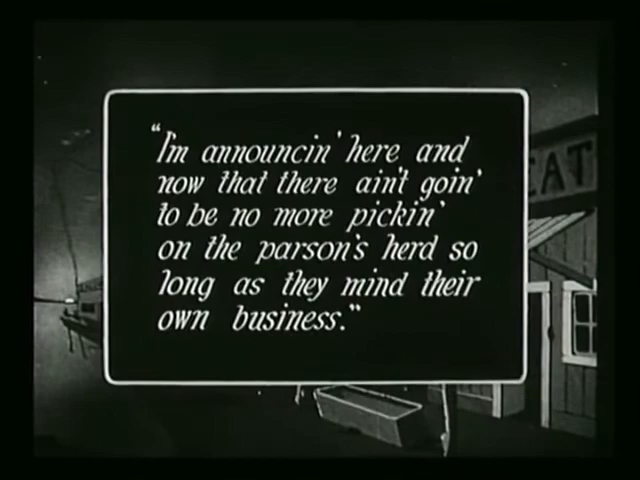 "I'm announcin' here and
now that there ain't goin'
to be no more pickin'
on the parson's herd so
long as they mind their
own business."
EAT